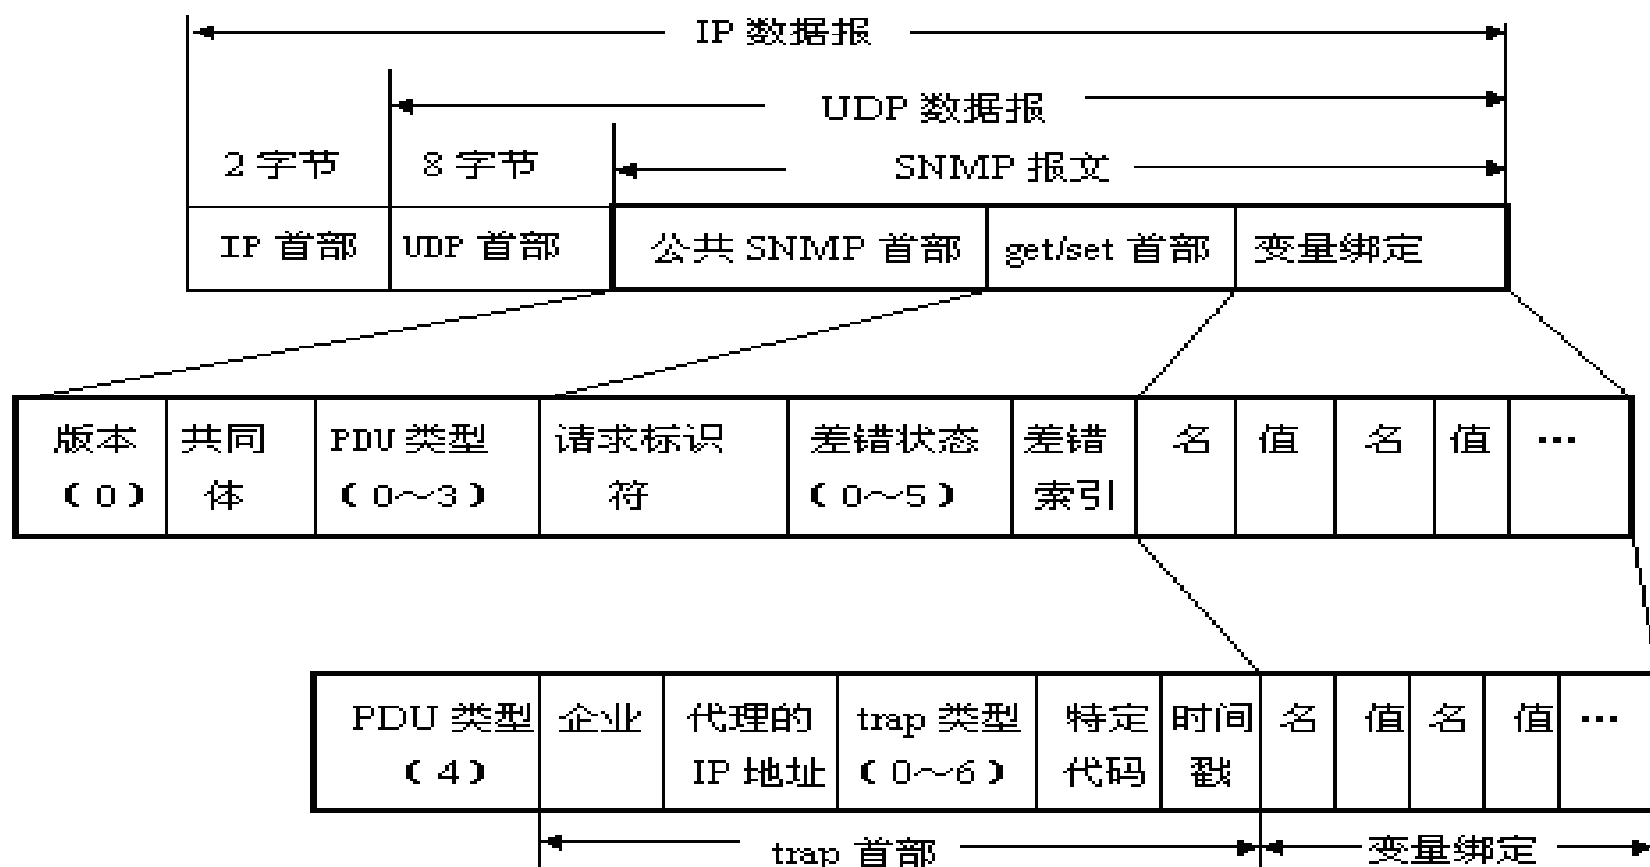 IP 数据报
UDP 数据报
2 字节 8 字节 SNMP 报文
IP 首部 UDP 首部 公共 SNMP 首部 get/set 首部 变量绑定
版本 共同 PDU 类型 请求标识 差错状态 差错 名 值 名 值 …
(0) 体 (0～3) 符 (0～5) 索引
PDU 类型 企业 代理的 trap 类型 特定 时间 名 值 名 值 …
(4) IP 地址 (0～6) 代码 戳
trap 首部 变量绑定